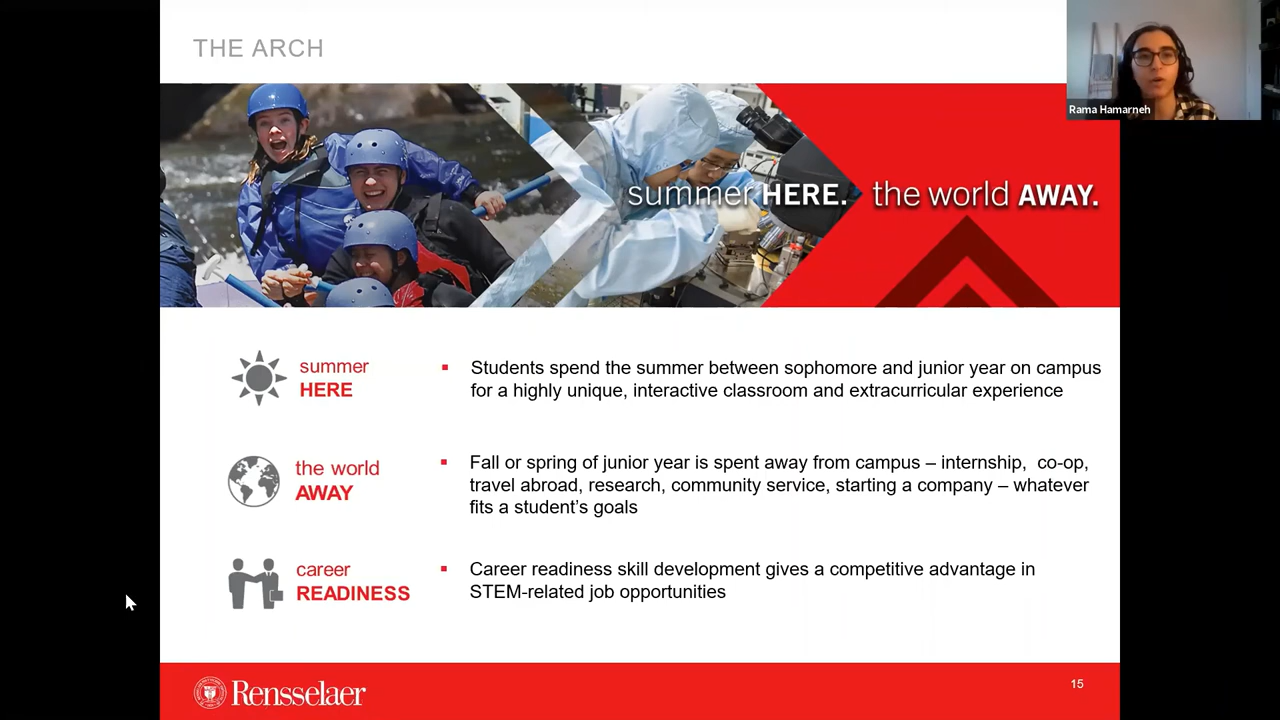 THE ARCH
Rama Hamarneh
summer HERE. the world AWAY.
summer
HERE
▪ Students spend the summer between sophomore and junior year on campus
for a highly unique, interactive classroom and extracurricular experience
the world
AWAY
▪ Fall or spring of junior year is spent away from campus – internship, co-op,
travel abroad, research, community service, starting a company – whatever
fits a student’s goals
career
READINESS
▪ Career readiness skill development gives a competitive advantage in
STEM-related job opportunities
Rensselaer
15